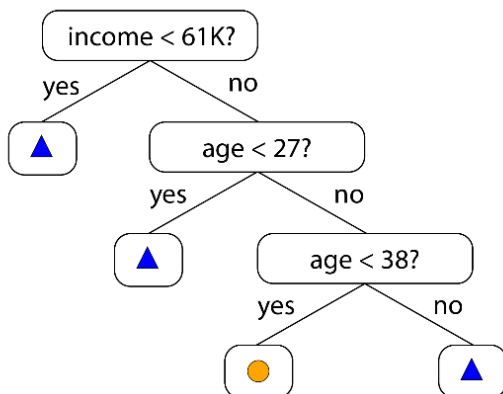 income < 61K?
yes
no
age < 27?
yes
no
age < 38?
yes
no